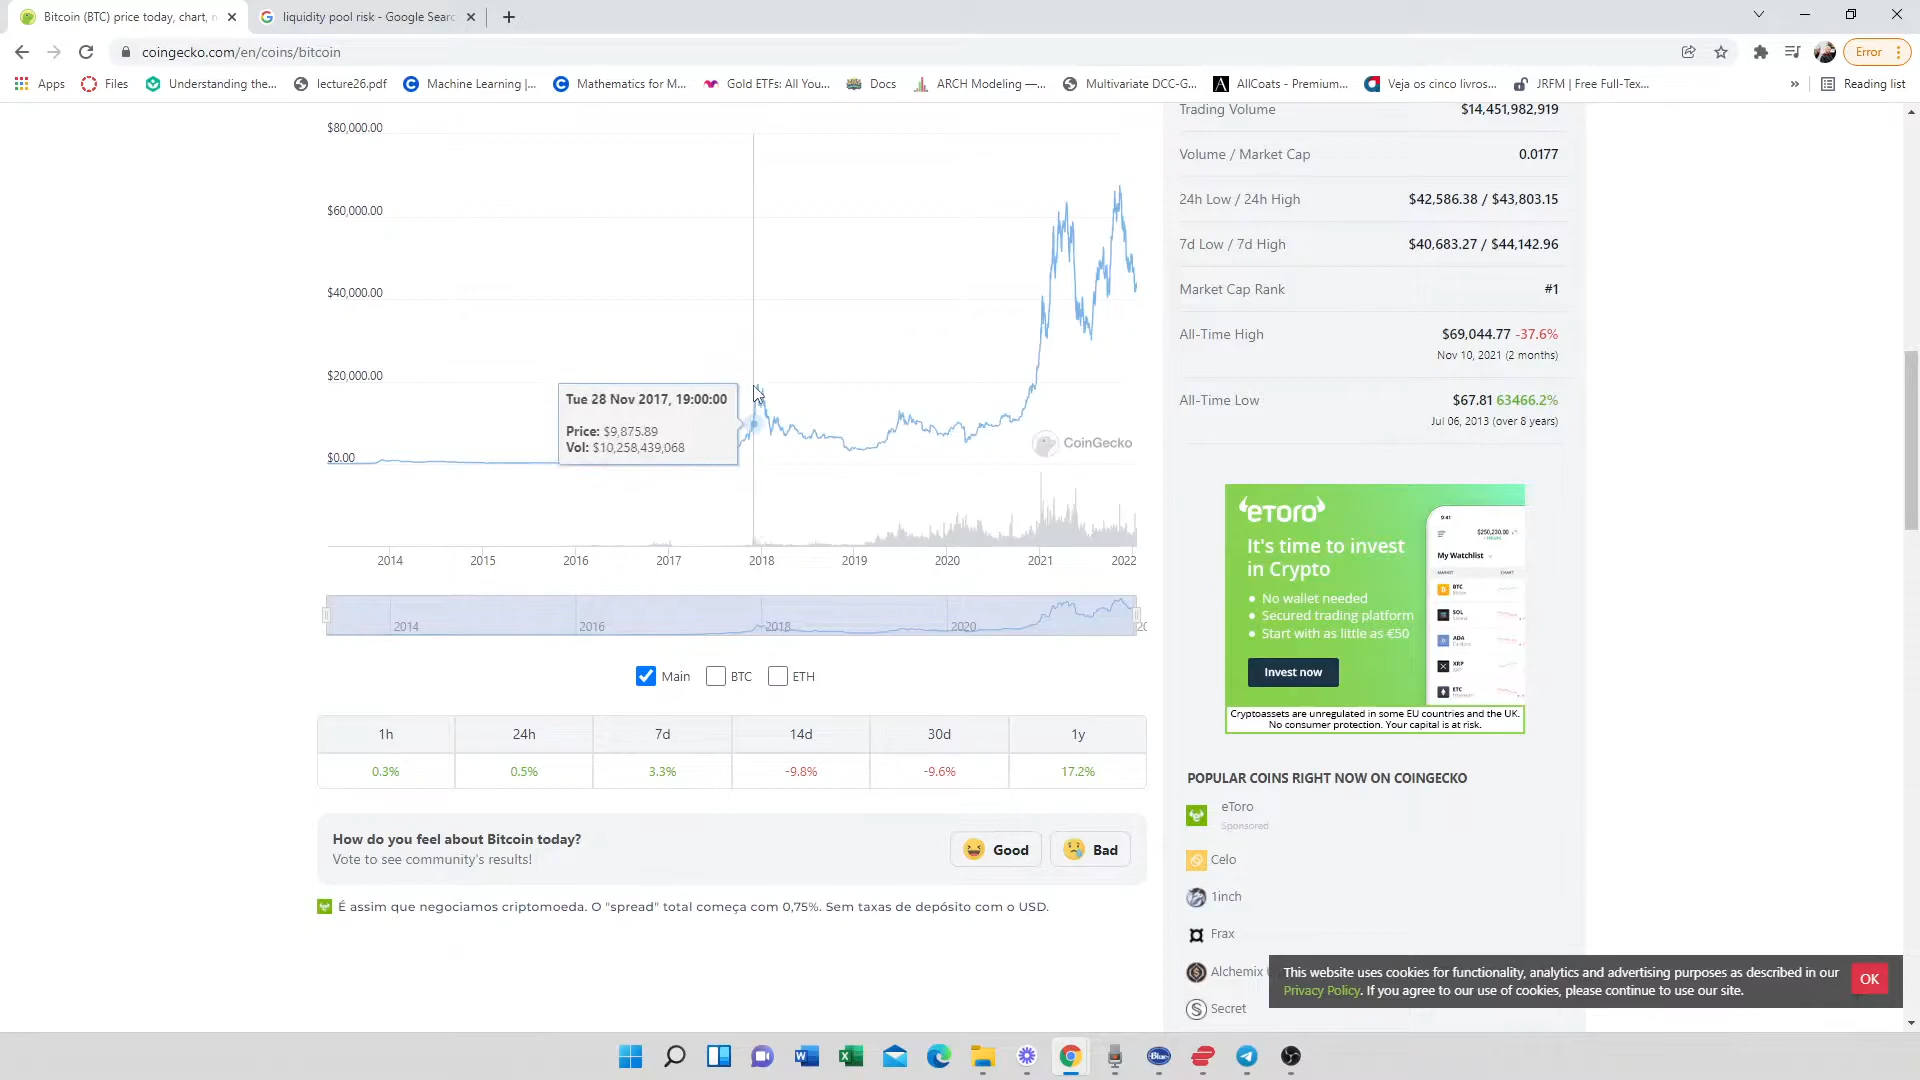 Bitcoin (BTC) price today, chart,
liquidity pool risk - Google Sear
coingecko.com/en/coins/bitcoin
Error
Apps
Files
Understanding the...
lecture26.pdf
Machine Learning |...
Mathematics for M...
Gold ETFs: All You...
Docs
ARCH Modeling —...
Multivariate DCC-G...
AllCoats - Premium...
Veja os cinco livros...
JRFM | Free Full-Tex...
»
Reading list
$80,000.00
$60,000.00
$40,000.00
$20,000.00
$0.00
Tue 28 Nov 2017, 19:00:00
Price: $9,875.89
Vol: $10,258,439,068
CoinGecko
2014 2015 2016 2017 2018 2019 2020 2021 2022
2014 2016 2018 2020
Main BTC ETH
1h 24h 7d 14d 30d 1y
0.3% 0.5% 3.3% -9.8% -9.6% 17.2%
How do you feel about Bitcoin today?
Vote to see community's results!
Good
Bad
É assim que negociamos criptomoeda. O "spread" total começa com 0,75%. Sem taxas de depósito com o USD.
Trading Volume $14,451,982,919
Volume / Market Cap 0.0177
24h Low / 24h High $42,586.38 / $43,803.15
7d Low / 7d High $40,683.27 / $44,142.96
Market Cap Rank #1
All-Time High $69,044.77 -37.6%
Nov 10, 2021 (2 months)
All-Time Low $67.81 63466.2%
Jul 06, 2013 (over 8 years)
eToro
It's time to invest
in Crypto
• No wallet needed
• Secured trading platform
• Start with as little as €50
Invest now
9:41
$250,230.00
My Watchlist
MARKET
BTC
SOL
ADA
XRP
ETC
Cryptoassets are unregulated in some EU countries and the UK.
No consumer protection. Your capital is at risk.
POPULAR COINS RIGHT NOW ON COINGECKO
eToro
Sponsored
Celo
1inch
Frax
Alchemix
Secret
This website uses cookies for functionality, analytics and advertising purposes as described in our
Privacy Policy. If you agree to our use of cookies, please continue to use our site.
OK